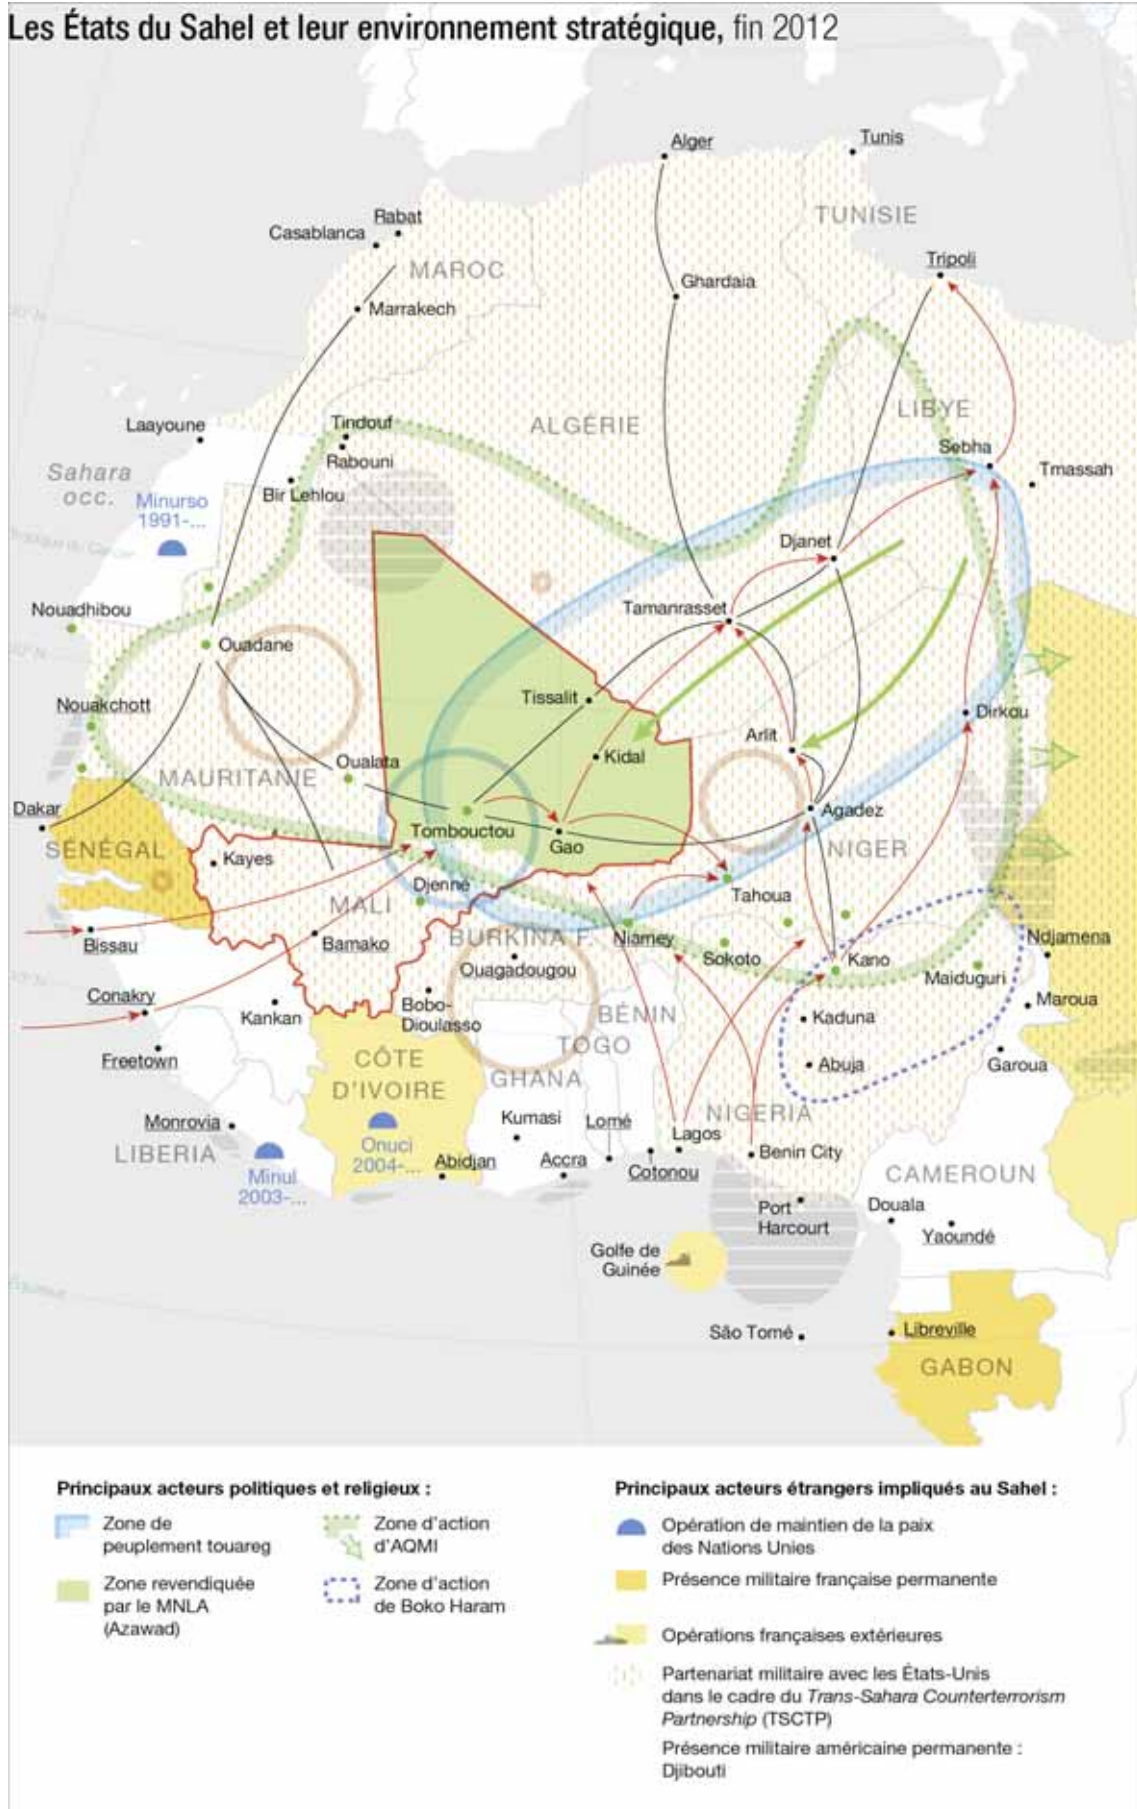 Les États du Sahel et leur environnement stratégique, fin 2012
Alger
Tunis
TUNISIE
Rabat
Casablanca
MAROC
Tripoli
Ghardaia
Marrakech
LIBYE
ALGÉRIE
Laayoune
Tindouf
Rabouni
Sebha
Tmassah
Sahara
occ.
Bir Lehlou
Minurso
1991-...
Djanet
Nouadhibou
Tamanrasset
Ouadane
Tissalit
Nouakchott
Dirkou
Arlit
Kidal
Oualata
MAURITANIE
Dakar
Tombouctou
Gao
Agadez
SÉNÉGAL
NIGER
Kayes
Djenné
Tahoua
MALI
Bissau
Bamako
BURKINA F.
Niamey
Ndjamena
Ouagadougou
Sokoto
Kano
Maiduguri
Conakry
Kankan
Bobo-
Dioulasso
BÉNIN
Kaduna
Maroua
TOGO
Freetown
CÔTE
D'IVOIRE
GHANA
Abuja
Garoua
Monrovia
LIBERIA
Onuci
2004-...
Kumasi
Lomé
NIGERIA
Lagos
Benin City
Minul
2003-...
Abidjan
Accra
Cotonou
CAMEROUN
Port
Harcourt
Douala
Yaoundé
Golfe de
Guinée
São Tomé
Libreville
GABON
Principaux acteurs politiques et religieux :
Zone de
peuplement touareg
Zone d'action
d'AQMI
Zone revendiquée
par le MNLA
(Azawad)
Zone d'action
de Boko Haram
Principaux acteurs étrangers impliqués au Sahel :
Opération de maintien de la paix
des Nations Unies
Présence militaire française permanente
Opérations françaises extérieures
Partenariat militaire avec les États-Unis
dans le cadre du Trans-Sahara Counterterrorism
Partnership (TSCTP)
Présence militaire américaine permanente :
Djibouti